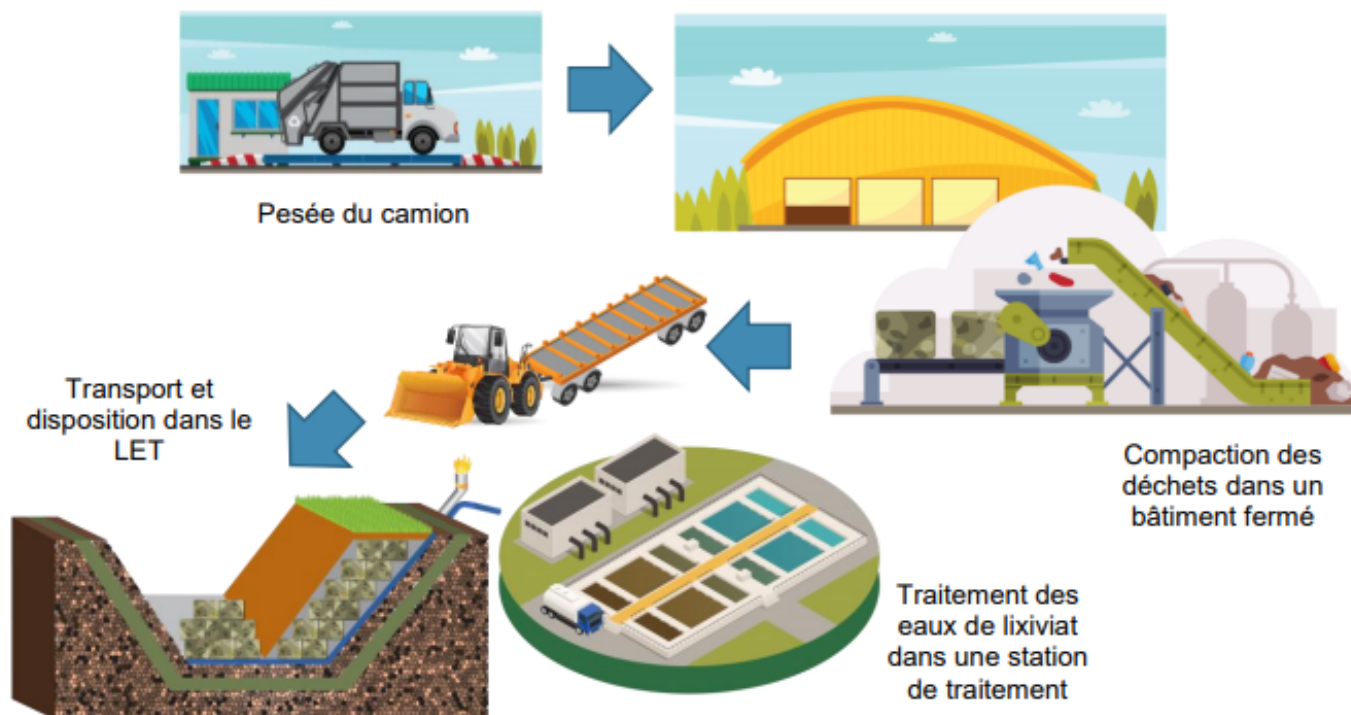 Pesée du camion
Transport et
disposition dans le
LET
Compaction des
déchets dans un
bâtiment fermé
Traitement des
eaux de lixiviat
dans une station
de traitement